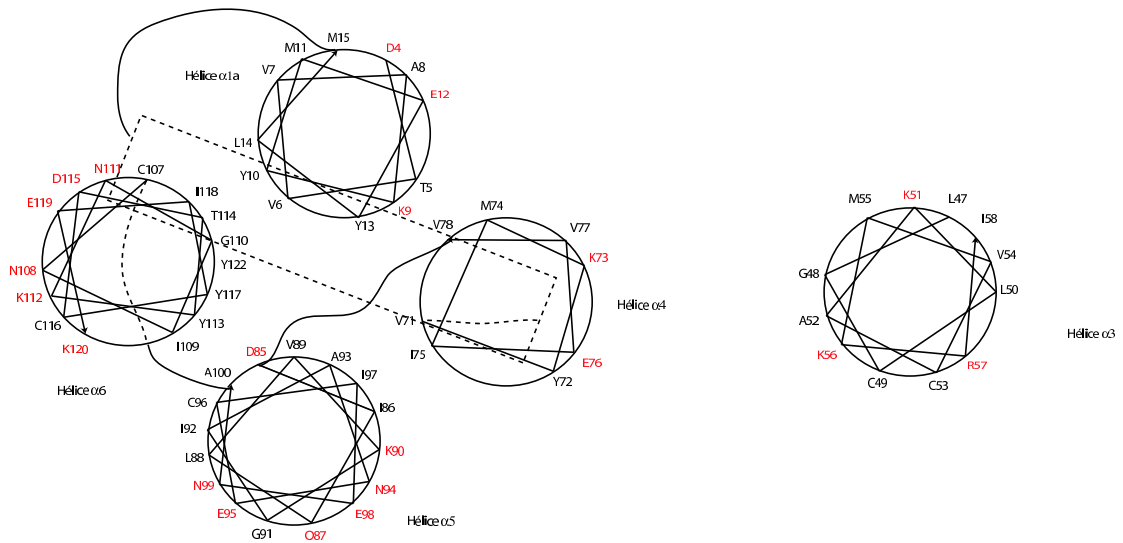 Hélice α1a
M11
M15
D4
V7
A8
E12
L14
Y10
T5
V6
K9
Y13
N111
C107
D115
I118
E119
T114
G110
Y122
N108
K112
Y117
C116
Y113
K120
I109
Hélice α6
M74
V78
V77
K73
V71
I75
E76
Y72
Hélice α4
D85
V89
A93
A100
I97
C96
I86
I92
L88
K90
N99
N94
E95
E98
G91
Q87
Hélice α5
M55
K51
L47
I58
V54
G48
L50
A52
K56
R57
C49
C53
Hélice α3